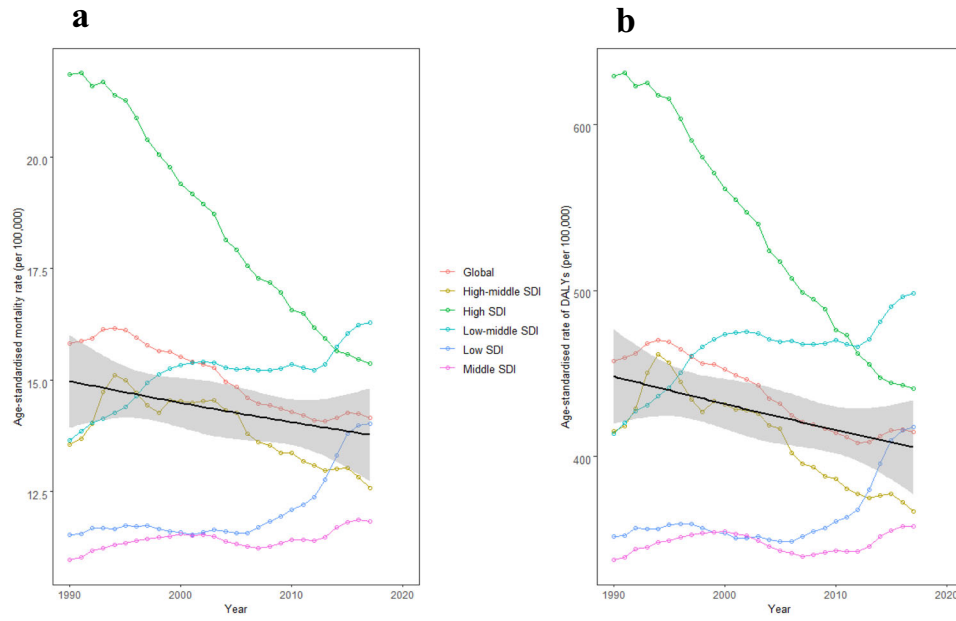 a
b
Age-standardised mortality rate (per 100,000)
20.0
17.5
15.0
12.5
1990
2000
2010
2020
Year
Global
High-middle SDI
High SDI
Low-middle SDI
Low SDI
Middle SDI
Age-standardised rate of DALYs (per 100,000)
600
500
400
1990
2000
2010
2020
Year